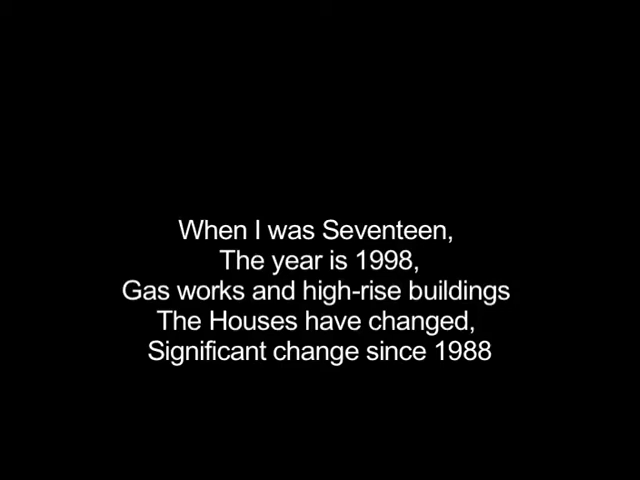 When I was Seventeen,
The year is 1998,
Gas works and high-rise buildings
The Houses have changed,
Significant change since 1988